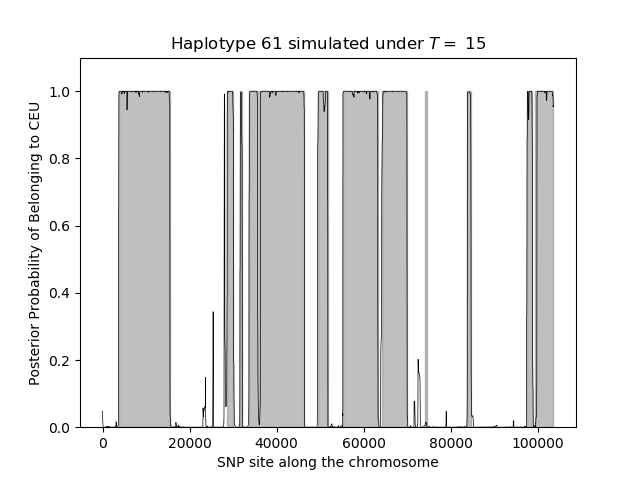 Haplotype 61 simulated under T = 15
Posterior Probability of Belonging to CEU
1.0
0.8
0.6
0.4
0.2
0.0
0 20000 40000 60000 80000 100000
SNP site along the chromosome